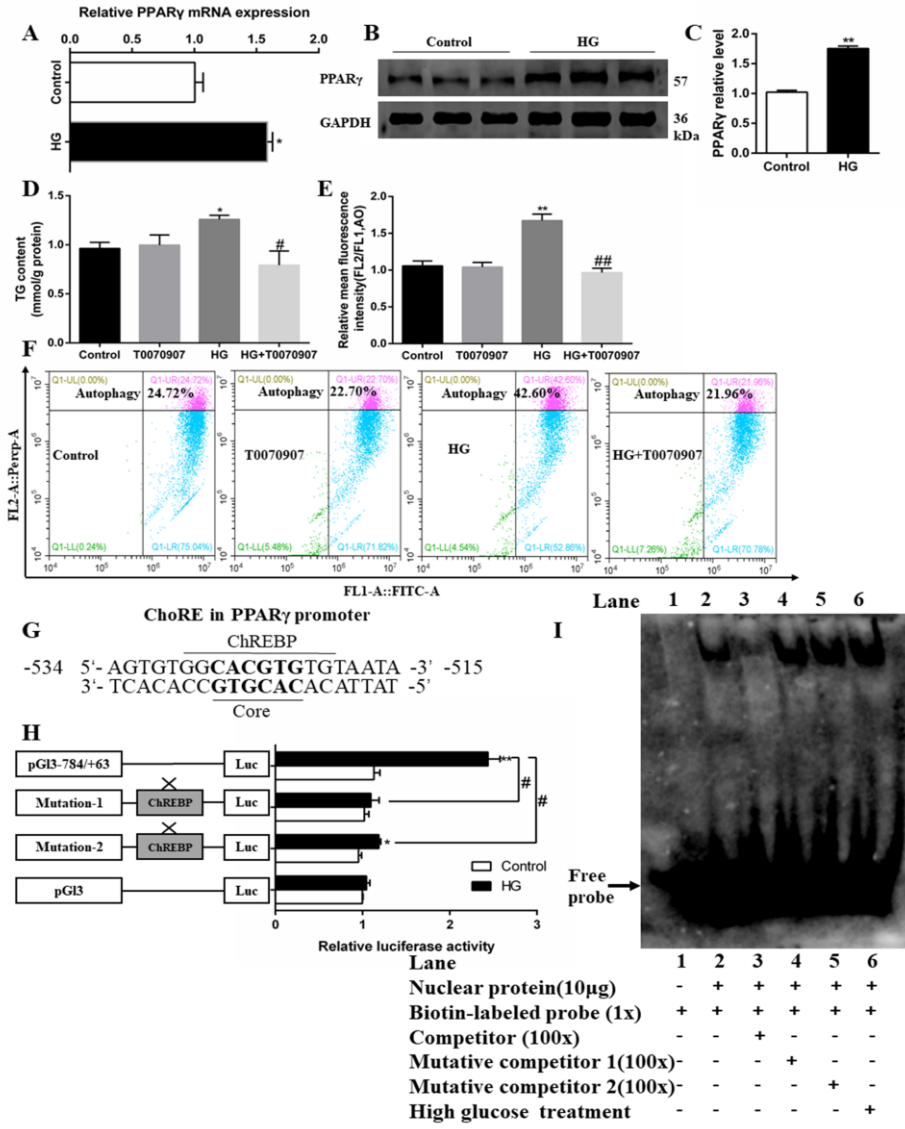 Relative PPARγ mRNA expression
A
0.0 0.5 1.0 1.5 2.0
Control
HG
*
B
Control HG
PPARγ 57
GAPDH 36
kDa
C
PPARγ relative level
2.0
1.5
1.0
0.5
0.0
**
Control HG
D
TG content
(mmol/g protein)
1.5
1.0
0.5
0.0
*
#
Control T0070907 HG HG+T0070907
E
Relative mean fluorescence
intensity(FL2/FL1,AO)
2.0
1.5
1.0
0.5
0.0
**
##
Control T0070907 HG HG+T0070907
F
FL2-A::Percp-A
Q1-UL(0.00%) Q1-UR(24.72%)
Autophagy 24.72%
Control
Q1-LL(0.24%) Q1-LR(75.04%)
Q1-UL(0.00%) Q1-UR(22.70%)
Autophagy 22.70%
T0070907
Q1-LL(5.48%) Q1-LR(71.82%)
Q1-UL(0.00%) Q1-UR(42.60%)
Autophagy 42.60%
HG
Q1-LL(4.54%) Q1-LR(52.86%)
Q1-UL(0.00%) Q1-UR(21.96%)
Autophagy 21.96%
HG+T0070907
Q1-LL(7.26%) Q1-LR(70.78%)
10⁷
10⁶
10⁵
10⁴
10¹ 10² 10³ 10⁴ 10⁵ 10⁶ 10⁷
FL1-A::FITC-A
G
ChoRE in PPARγ promoter
ChREBP
-534 5‘- AGTGTGGCACGTGTGTAATA -3’ -515
3‘- TCACACCGTGCACACATTAT -5’
Core
H
pGl3-784/+63 Luc
Mutation-1 ChREBP Luc
Mutation-2 ChREBP Luc
pGl3 Luc
**
*
#
#
Control
HG
0 1 2 3
Relative luciferase activity
I
Lane 1 2 3 4 5 6
Free
probe
Lane 1 2 3 4 5 6
Nuclear protein(10μg) - + + + + +
Biotin-labeled probe (1x) + + + + + +
Competitor (100x) - - + - - -
Mutative competitor 1(100x) - - - + - -
Mutative competitor 2(100x) - - - - + -
High glucose treatment - - - - - +